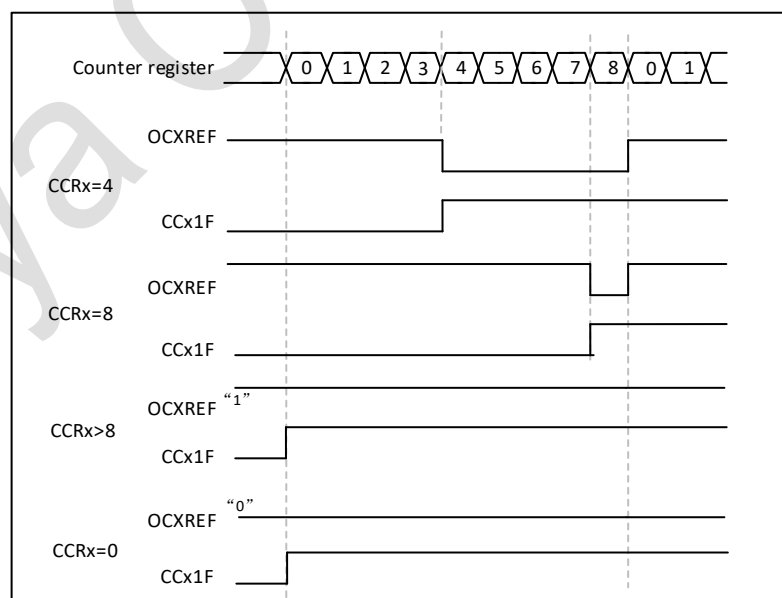 Counter register 0 1 2 3 4 5 6 7 8 0 1
OCXREF
CCRx=4
CCx1F
OCXREF
CCRx=8
CCx1F
OCXREF “1”
CCRx>8
CCx1F
OCXREF “0”
CCRx=0
CCx1F
ya